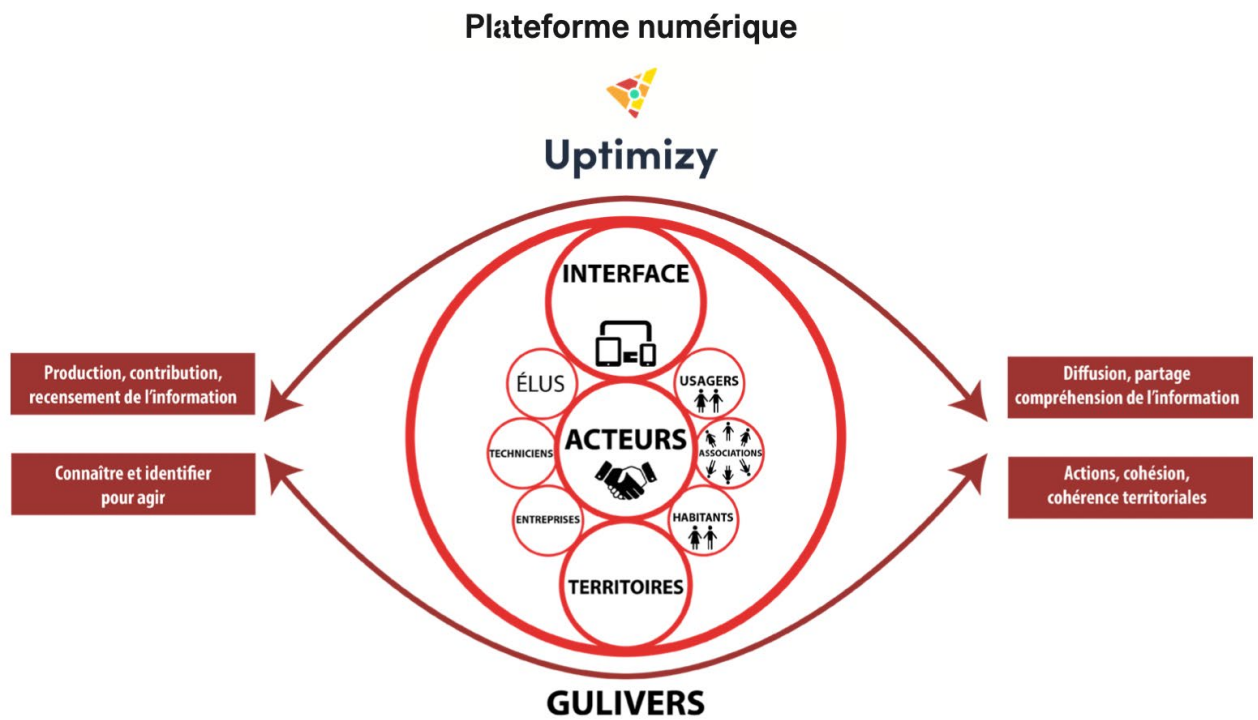 Plateforme numérique
Uptimizy
INTERFACE
Production, contribution,
recensement de l'information
Connaître et identifier
pour agir
ÉLUS
USAGERS
ACTEURS
TECHNICIENS
ASSOCIATIONS
ENTREPRISES
HABITANTS
TERRITOIRES
Diffusion, partage
compréhension de l'information
Actions, cohésion,
cohérence territoriales
GULIVERS